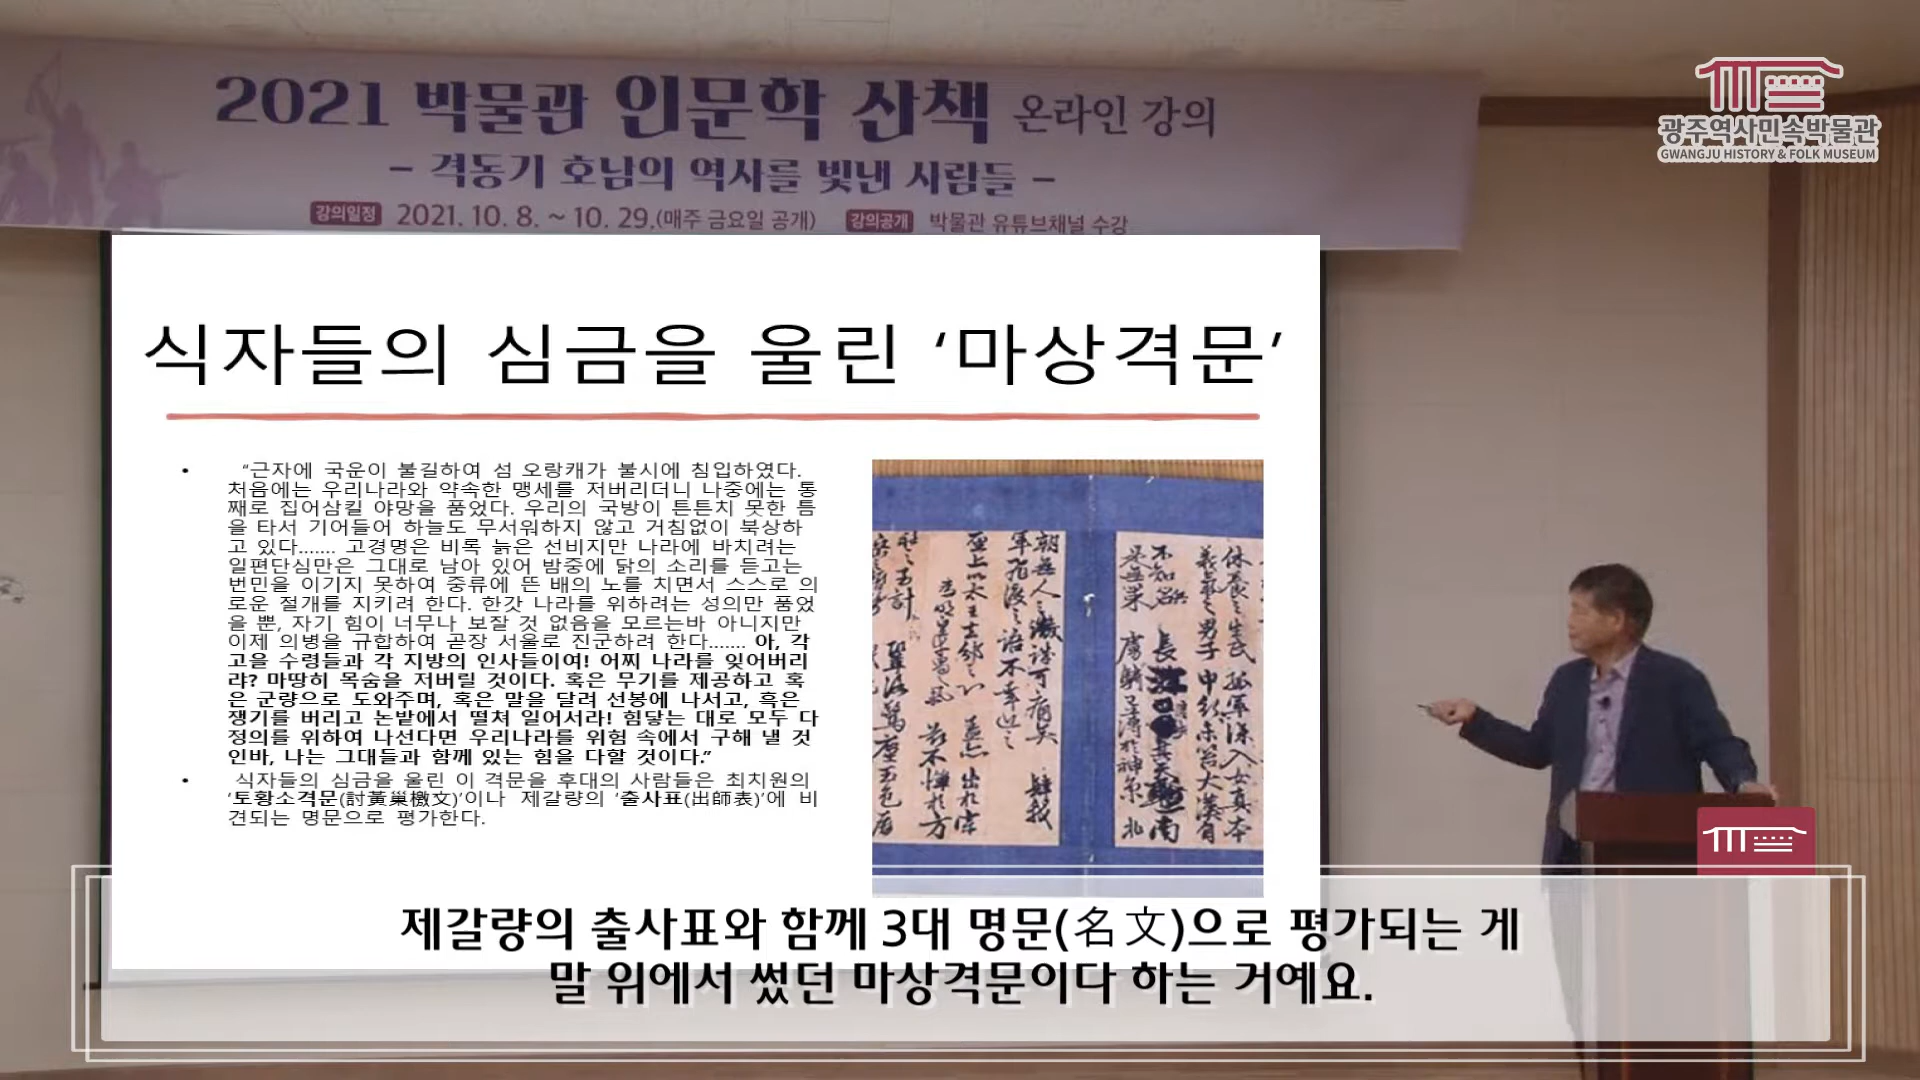 2021 박물관 인문학 산책 온라인 강의
- 격동기 호남의 역사를 빛낸 사람들 -
강의일정 2021. 10. 8. ~ 10. 29.(매주 금요일 공개) 강의공개 박물관 유튜브채널 수강
광주역사민속박물관
GWANGJU HISTORY & FOLK MUSEUM
식자들의 심금을 울린 ‘마상격문’
• “근자에 국운이 불길하여 섬 오랑캐가 불시에 침입하였다.
처음에는 우리나라와 약속한 맹세를 저버리더니 나중에는 통
째로 집어삼킬 야망을 품었다. 우리의 국방이 튼튼치 못한 틈
을 타서 기어들어 하늘도 무서워하지 않고 거침없이 북상하
고 있다....... 고경명은 비록 늙은 선비지만 나라에 바치려는
일편단심만은 그대로 남아 있어 밤중에 닭의 소리를 듣고는
번민을 이기지 못하여 중류에 뜬 배의 노를 치면서 스스로 의
로운 절개를 지키려 한다. 한갓 나라를 위하려는 성의만 품었
을 뿐, 자기 힘이 너무나 보잘 것 없음을 모르는바 아니지만
이제 의병을 규합하여 곧장 서울로 진군하려 한다....... 아, 각
고을 수령들과 각 지방의 인사들이여! 어찌 나라를 잊어버리
랴? 마땅히 목숨을 저버릴 것이다. 혹은 무기를 제공하고 혹
은 군량으로 도와주며, 혹은 말을 달려 선봉에 나서고, 흑은
쟁기를 버리고 논밭에서 떨쳐 일어서라! 힘닿는 대로 모두 다
정의를 위하여 나선다면 우리나라를 위험 속에서 구해 낼 것
인바, 나는 그대들과 함께 있는 힘을 다할 것이다.”
• 식자들의 심금을 울린 이 격문을 후대의 사람들은 최치원의
‘토황소격문(討黃巢檄文)’이나 제갈량의 ‘출사표(出師表)’에 비
견되는 명문으로 평가한다.
제갈량의 출사표와 함께 3대 명문(名文)으로 평가되는 게
말 위에서 썼던 마상격문이다 하는 거예요.